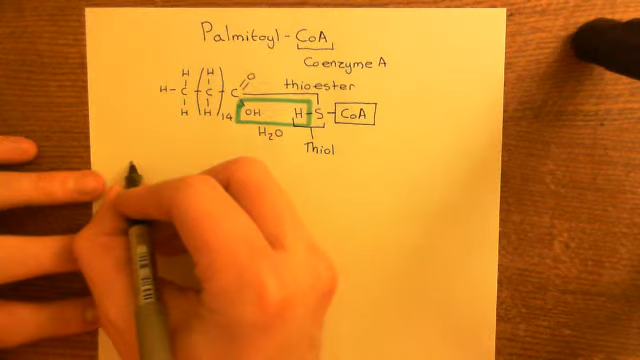 Palmitoyl - CoA
Coenzyme A
H H O
H - C - ( C ) C thioester
H H 14 OH H - S - CoA
H2O
Thiol